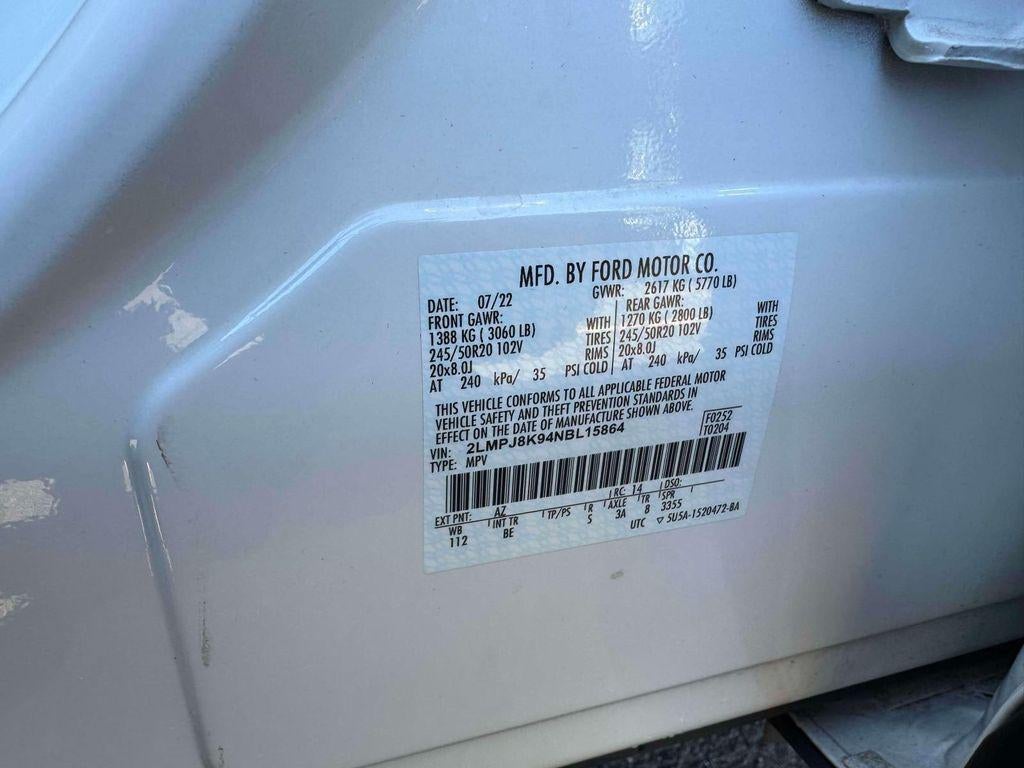 MFD. BY FORD MOTOR CO.
DATE: 07/22 GVWR: 2617 KG ( 5770 LB)
FRONT GAWR: REAR GAWR:
1388 KG ( 3060 LB) WITH 1270 KG ( 2800 LB) WITH
245/50R20 102V TIRES 245/50R20 102V TIRES
20x8.0J RIMS 20x8.0J RIMS
AT 240 kPa/ 35 PSI COLD AT 240 kPa/ 35 PSI COLD
THIS VEHICLE CONFORMS TO ALL APPLICABLE FEDERAL MOTOR
VEHICLE SAFETY AND THEFT PREVENTION STANDARDS IN
EFFECT ON THE DATE OF MANUFACTURE SHOWN ABOVE.
VIN: 2LMPJ8K94NBL15864 F0252
TYPE: MPV T0204
EXT PNT: AZ RC: 14 DSO:
WB INT TR TP/PS R AXLE TR SPR
112 BE S 3A 8 3355
UTC ▽ 5U5A-1520472-BA